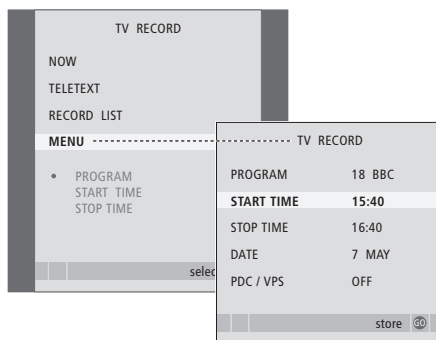 TV RECORD
NOW
TELETEXT
RECORD LIST
MENU
• PROGRAM
START TIME
STOP TIME
selec
TV RECORD
PROGRAM 18 BBC
START TIME 15:40
STOP TIME 16:40
DATE 7 MAY
PDC / VPS OFF
store GO